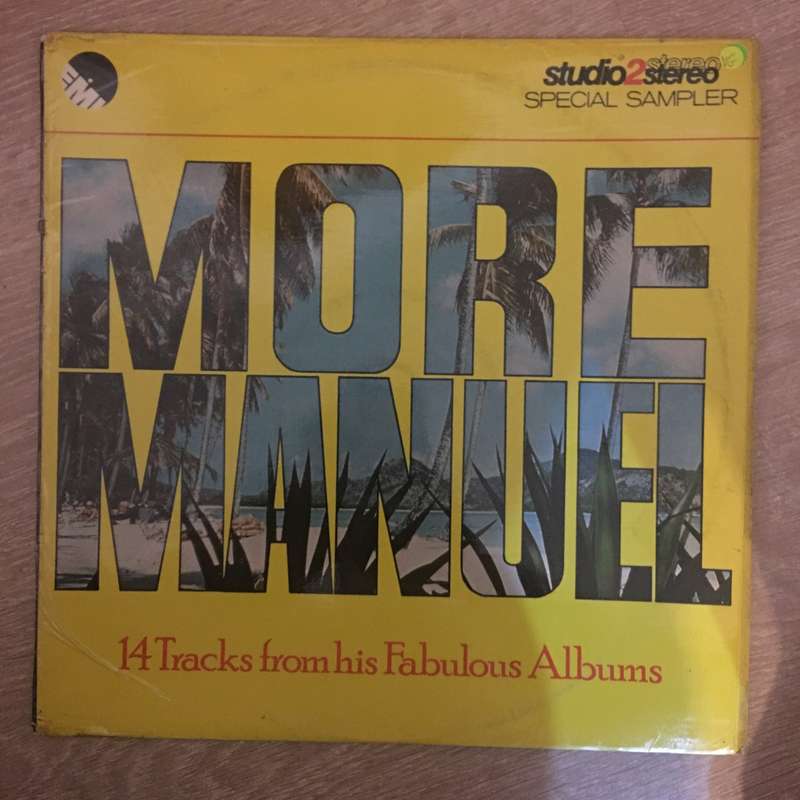 EMI
studio2stereo
SPECIAL SAMPLER
MORE
MANUEL
14 Tracks from his Fabulous Albums